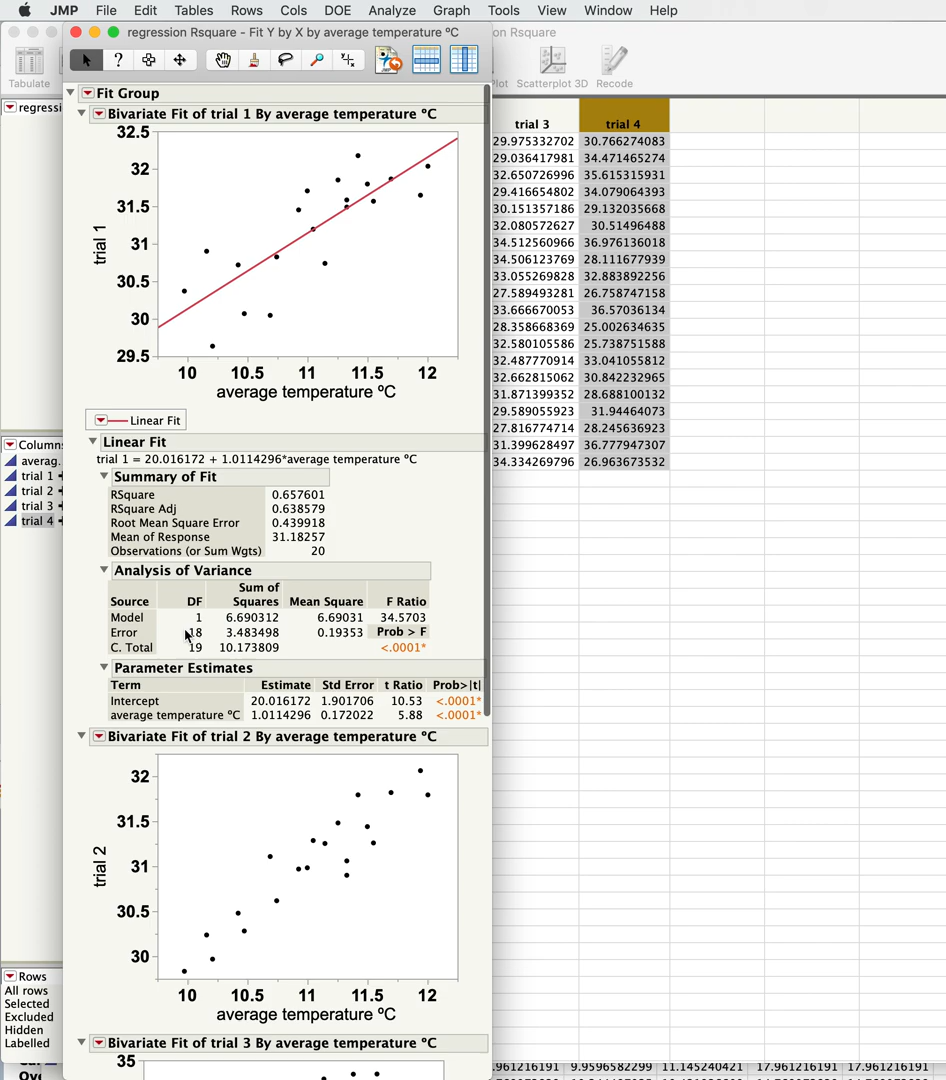 JMP File Edit Tables Rows Cols DOE Analyze Graph Tools View Window Help
regression Rsquare - Fit Y by X by average temperature ºC
on Rsquare
Tabulate
Plot Scatterplot 3D Recode
Fit Group
regressi
Bivariate Fit of trial 1 By average temperature ºC
32.5
32
31.5
31
30.5
30
29.5
trial 1
10 10.5 11 11.5 12
average temperature ºC
Linear Fit
Linear Fit
trial 1 = 20.016172 + 1.0114296*average temperature ºC
Summary of Fit
RSquare 0.657601
RSquare Adj 0.638579
Root Mean Square Error 0.439918
Mean of Response 31.18257
Observations (or Sum Wgts) 20
Analysis of Variance
Sum of
Source DF Squares Mean Square F Ratio
Model 1 6.690312 6.69031 34.5703
Error 18 3.483498 0.19353 Prob > F
C. Total 19 10.173809 <.0001*
Parameter Estimates
Term Estimate Std Error t Ratio Prob>|t|
Intercept 20.016172 1.901706 10.53 <.0001*
average temperature ºC 1.0114296 0.172022 5.88 <.0001*
Bivariate Fit of trial 2 By average temperature ºC
32
31.5
31
30.5
30
trial 2
10 10.5 11 11.5 12
average temperature ºC
Bivariate Fit of trial 3 By average temperature ºC
35
Columns
averag.
trial 1
trial 2
trial 3
trial 4
Rows
All rows
Selected
Excluded
Hidden
Labelled
trial 3 trial 4
29.975332702 30.766274083
29.036417981 34.471465274
32.650726996 35.615315931
29.416654802 34.079064393
30.151357186 29.132035668
32.080572627 30.51496488
34.512560966 36.976136018
34.506123769 28.111677939
33.055269828 32.883892256
27.589493281 26.758747158
33.666670053 36.57036134
28.358668369 25.002634635
32.580105586 25.738751588
32.487770914 33.041055812
32.662815062 30.842232965
31.871399352 28.688100132
29.589055923 31.94464073
27.816774714 28.245636923
31.399628497 36.777947307
34.334269796 26.963673532
.961216191 9.9596582299 11.145240421 17.961216191 17.961216191